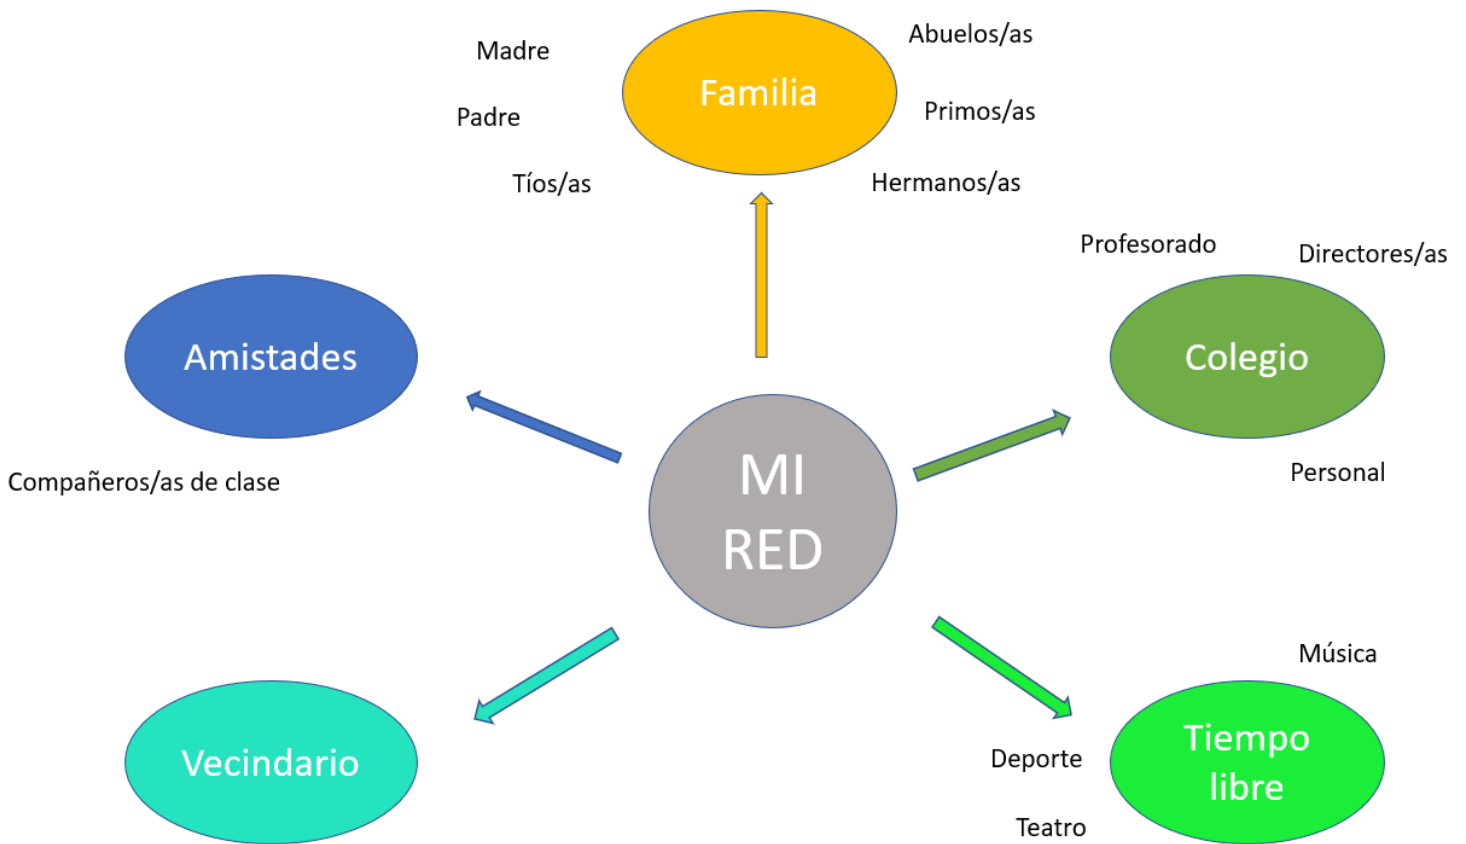 Madre
Abuelos/as
Familia
Padre
Primos/as
Tíos/as
Hermanos/as
Profesorado
Directores/as
Amistades
Colegio
Compañeros/as de clase
Personal
MI
RED
Música
Vecindario
Deporte
Tiempo
libre
Teatro